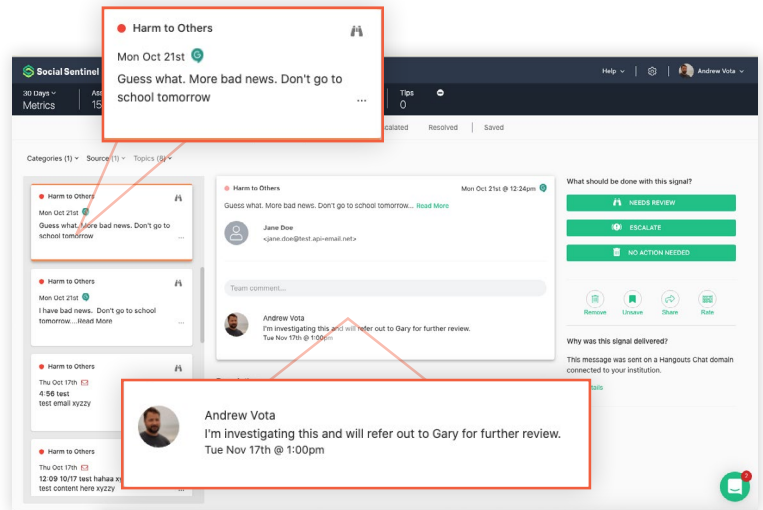 Harm to Others
Mon Oct 21st
Guess what. More bad news. Don't go to
school tomorrow
...
Social Sentinel
Help
Andrew Vota
30 Days
Metrics
15
Tips
0
Resolved
Saved
Categories (1)
Source (1)
Topics (8)
Harm to Others
Mon Oct 21st
Guess what. More bad news. Don't go to
school tomorrow
...
Harm to Others
Mon Oct 21st
I have bad news. Don't go to school
tomorrow....Read More
...
Harm to Others
Thu Oct 17th
4:56 test
test email xyzzy
Harm to Others
Thu Oct 17th
12:09 10/17 test hahaa
test content here xyzzy
...
Harm to Others
Mon Oct 21st @ 12:24pm
Guess what. More bad news. Don't go to school tomorrow... Read More
Jane Doe
<jane.doe@test.api-email.net>
Team comment...
Andrew Vota
I'm investigating this and will refer out to Gary for further review.
Tue Nov 17th @ 1:00pm
What should be done with this signal?
NEEDS REVIEW
ESCALATE
NO ACTION NEEDED
Remove
Unsave
Share
Rate
Why was this signal delivered?
This message was sent on a Hangouts Chat domain
connected to your institution.
Andrew Vota
I'm investigating this and will refer out to Gary for further review.
Tue Nov 17th @ 1:00pm